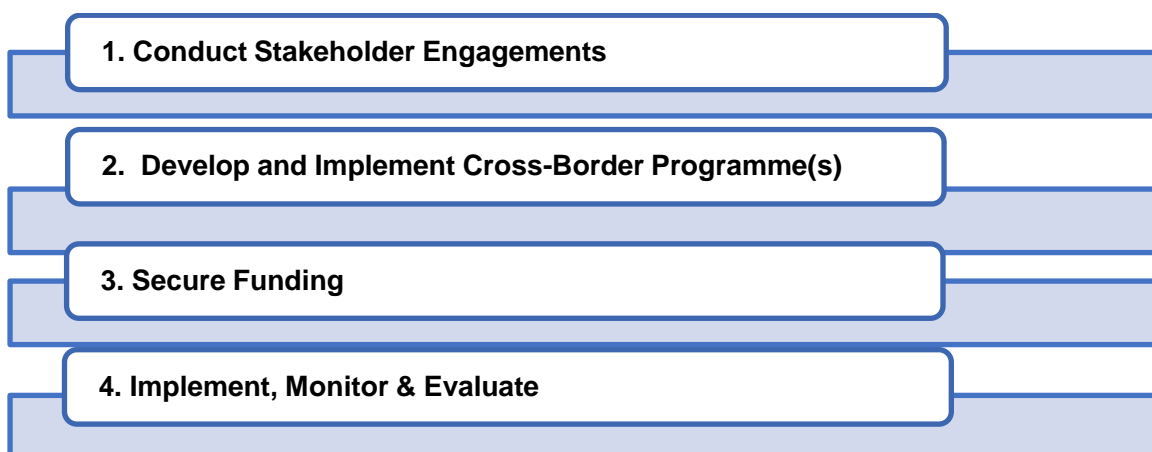 1. Conduct Stakeholder Engagements
2. Develop and Implement Cross-Border Programme(s)
3. Secure Funding
4. Implement, Monitor & Evaluate